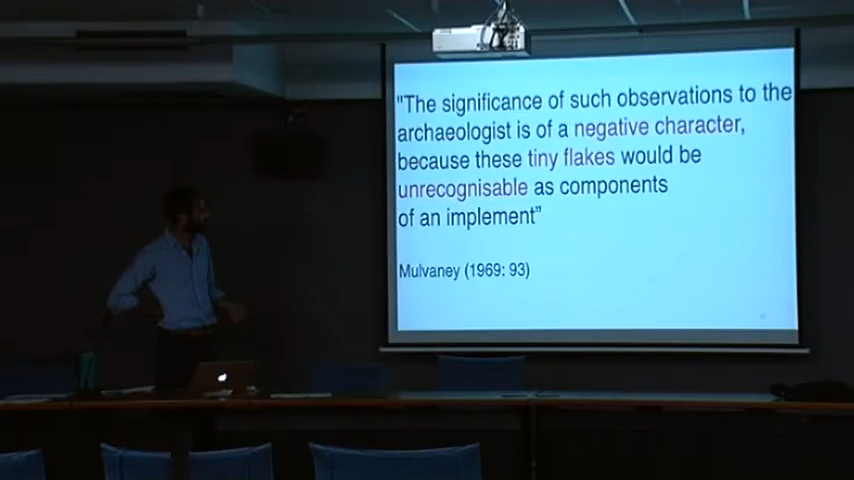 "The significance of such observations to the
archaeologist is of a negative character,
because these tiny flakes would be
unrecognisable as components
of an implement”
Mulvaney (1969: 93)